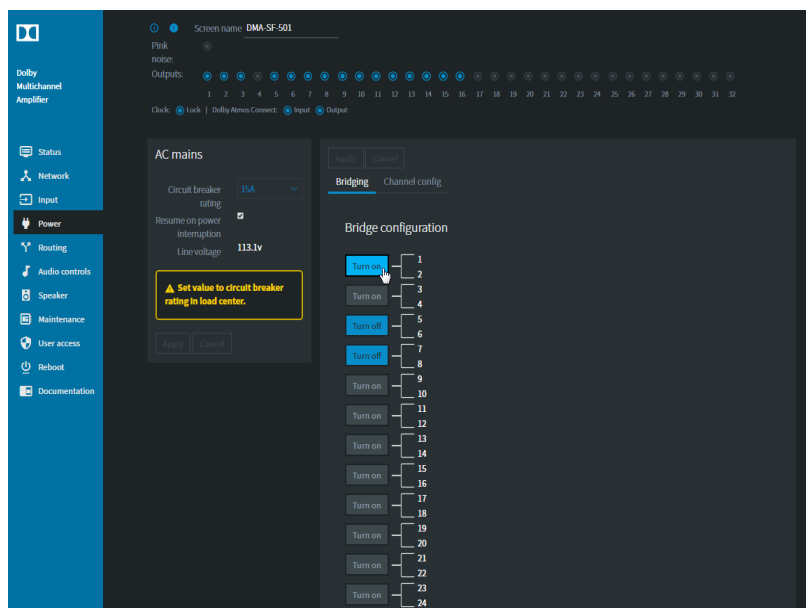 Screen name DMA-SF-501
Pink
noise:
Outputs:
1 2 3 4 5 6 7 8 9 10 11 12 13 14 15 16 17 18 19 20 21 22 23 24 25 26 27 28 29 30 31 32
Clock: Lock | Dolby Atmos Connect: Input Output
Dolby
Multichannel
Amplifier
Status
Network
Input
Power
Routing
Audio controls
Speaker
Maintenance
User access
Reboot
Documentation
AC mains
Circuit breaker
rating
15A
Resume on power
interruption
Line voltage 113.1v
Set value to circuit breaker
rating in load center.
Apply Cancel
Apply Cancel
Bridging Channel config
Bridge configuration
Turn on 1
2
Turn on 3
4
Turn off 5
6
Turn off 7
8
Turn on 9
10
Turn on 11
12
Turn on 13
14
Turn on 15
16
Turn on 17
18
Turn on 19
20
Turn on 21
22
Turn on 23
24